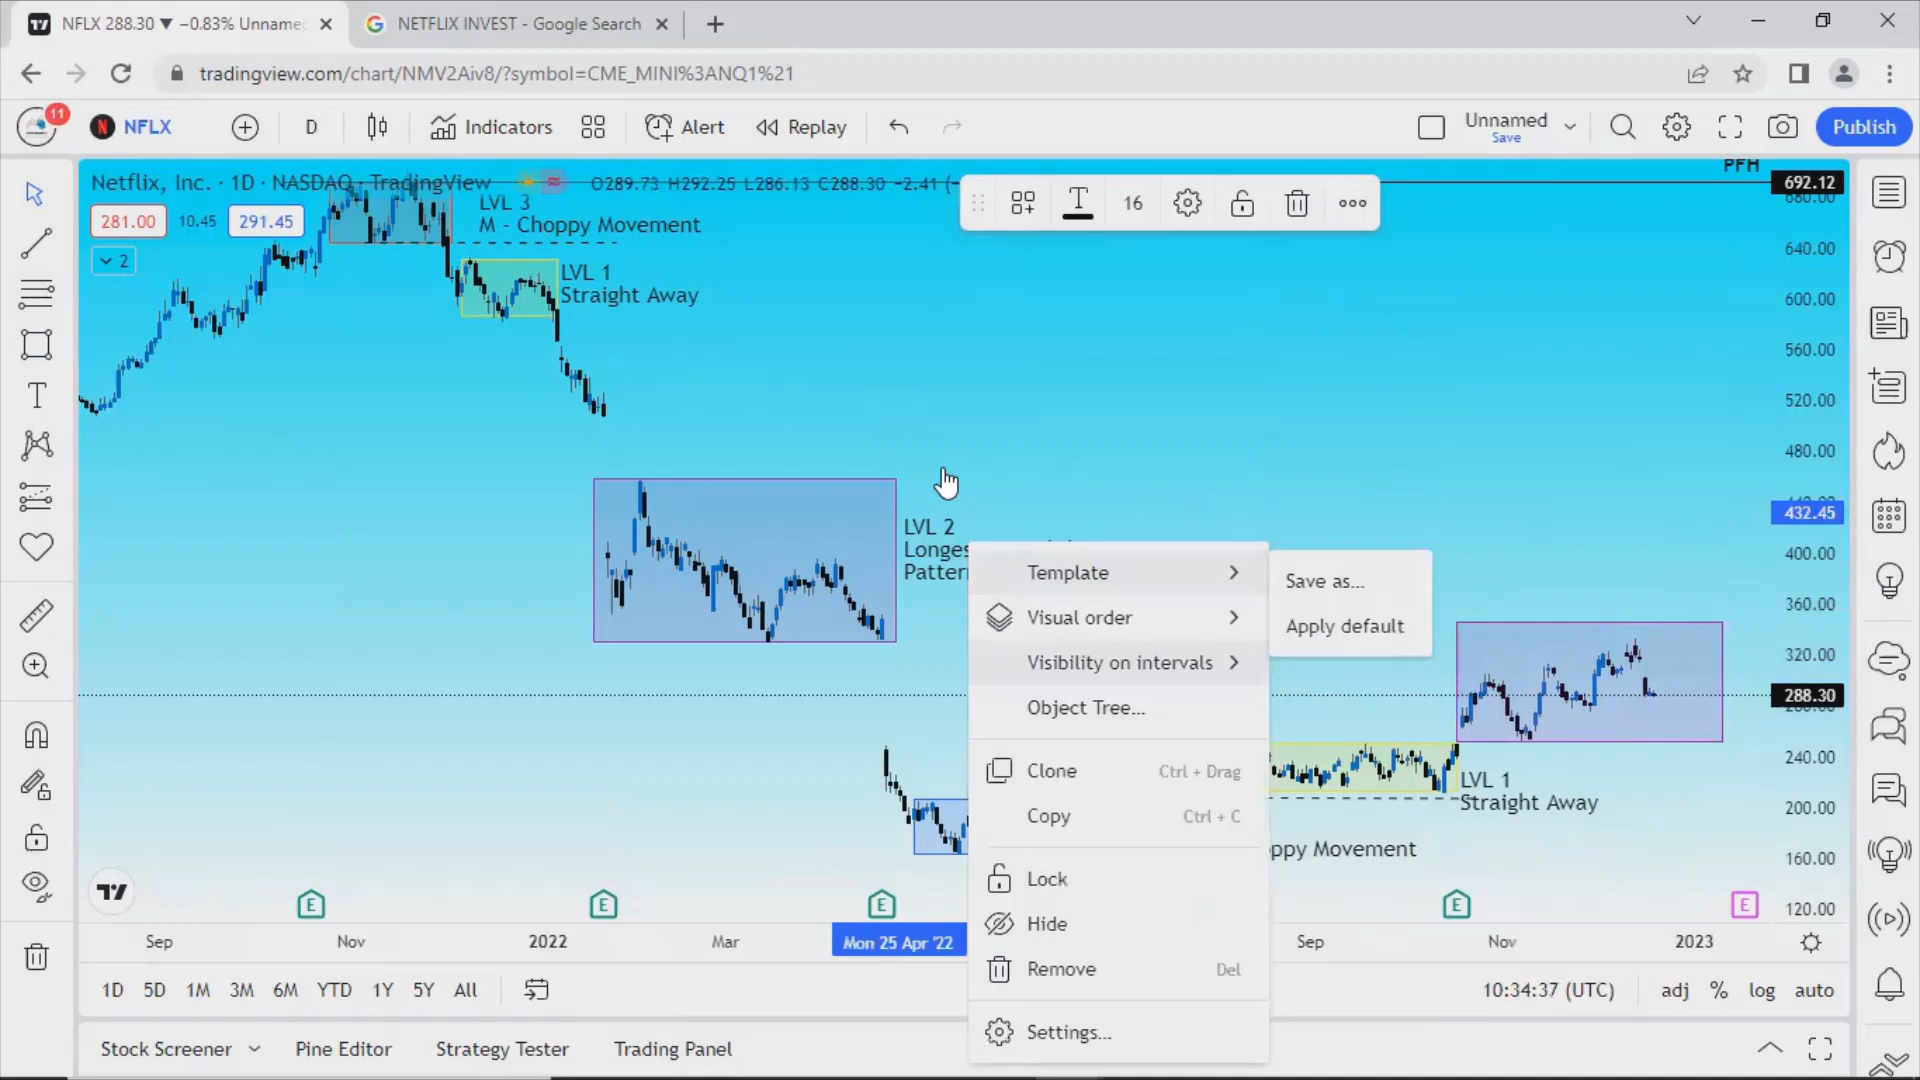 NFLX 288.30 ▼ −0.83% Unname
NETFLIX INVEST - Google Search
tradingview.com/chart/NMV2Aiv8/?symbol=CME_MINI%3ANQ1%21
11
NFLX
D
Indicators
Alert
Replay
Unnamed
Save
Publish
Netflix, Inc. · 1D · NASDAQ · TradingView
O289.73 H292.25 L286.13 C288.30 −2.41 (−
281.00
10.45
291.45
2
16
PFH
692.12
680.00
640.00
600.00
560.00
520.00
480.00
432.45
400.00
360.00
320.00
288.30
240.00
200.00
160.00
120.00
LVL 3
M - Choppy Movement
LVL 1
Straight Away
LVL 2
Longes
Patter
Template
Visual order
Visibility on intervals
Object Tree...
Clone Ctrl + Drag
Copy Ctrl + C
Lock
Hide
Remove Del
Settings...
Save as...
Apply default
LVL 1
Straight Away
ppy Movement
E
E
E
E
E
Sep
Nov
2022
Mar
Mon 25 Apr '22
Sep
Nov
2023
1D 5D 1M 3M 6M YTD 1Y 5Y All
10:34:37 (UTC)
adj % log auto
Stock Screener
Pine Editor
Strategy Tester
Trading Panel